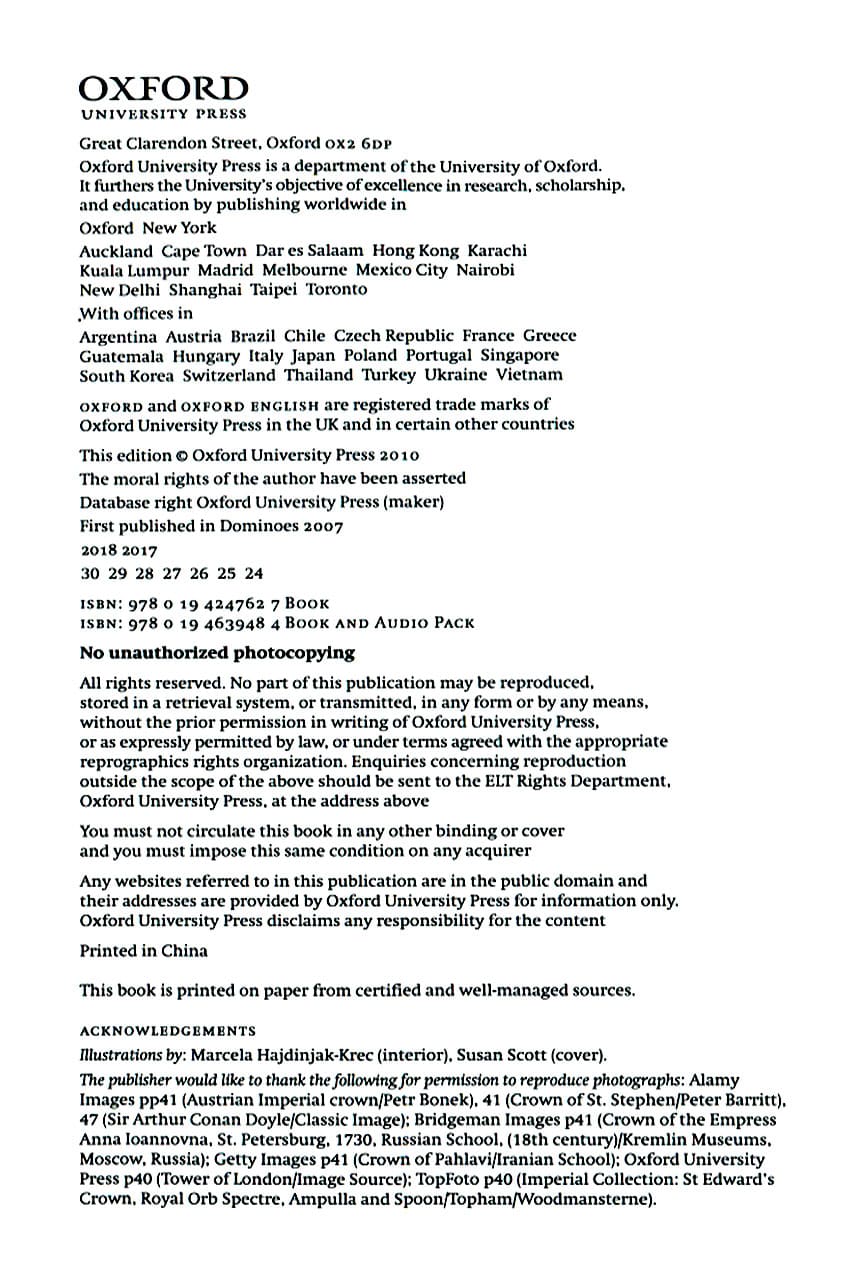 OXFORD
UNIVERSITY PRESS
Great Clarendon Street, Oxford OX2 6DP
Oxford University Press is a department of the University of Oxford.
It furthers the University's objective of excellence in research, scholarship,
and education by publishing worldwide in
Oxford New York
Auckland Cape Town Dar es Salaam Hong Kong Karachi
Kuala Lumpur Madrid Melbourne Mexico City Nairobi
New Delhi Shanghai Taipei Toronto
With offices in
Argentina Austria Brazil Chile Czech Republic France Greece
Guatemala Hungary Italy Japan Poland Portugal Singapore
South Korea Switzerland Thailand Turkey Ukraine Vietnam
OXFORD and OXFORD ENGLISH are registered trade marks of
Oxford University Press in the UK and in certain other countries
This edition © Oxford University Press 2010
The moral rights of the author have been asserted
Database right Oxford University Press (maker)
First published in Dominoes 2007
2018 2017
30 29 28 27 26 25 24
ISBN: 978 0 19 424762 7 BOOK
ISBN: 978 0 19 463948 4 BOOK AND AUDIO PACK
No unauthorized photocopying
All rights reserved. No part of this publication may be reproduced,
stored in a retrieval system, or transmitted, in any form or by any means,
without the prior permission in writing of Oxford University Press,
or as expressly permitted by law, or under terms agreed with the appropriate
reprographics rights organization. Enquiries concerning reproduction
outside the scope of the above should be sent to the ELT Rights Department,
Oxford University Press, at the address above
You must not circulate this book in any other binding or cover
and you must impose this same condition on any acquirer
Any websites referred to in this publication are in the public domain and
their addresses are provided by Oxford University Press for information only.
Oxford University Press disclaims any responsibility for the content
Printed in China
This book is printed on paper from certified and well-managed sources.
ACKNOWLEDGEMENTS
Illustrations by: Marcela Hajdinjak-Krec (interior), Susan Scott (cover).
The publisher would like to thank the following for permission to reproduce photographs: Alamy
Images pp41 (Austrian Imperial crown/Petr Bonek), 41 (Crown of St. Stephen/Peter Barritt),
47 (Sir Arthur Conan Doyle/Classic Image); Bridgeman Images p41 (Crown of the Empress
Anna Ioannovna, St. Petersburg, 1730, Russian School, (18th century)/Kremlin Museums,
Moscow, Russia); Getty Images p41 (Crown of Pahlavi/Iranian School); Oxford University
Press p40 (Tower of London/Image Source); TopFoto p40 (Imperial Collection: St Edward's
Crown, Royal Orb Spectre, Ampulla and Spoon/Topham/Woodmansterne).